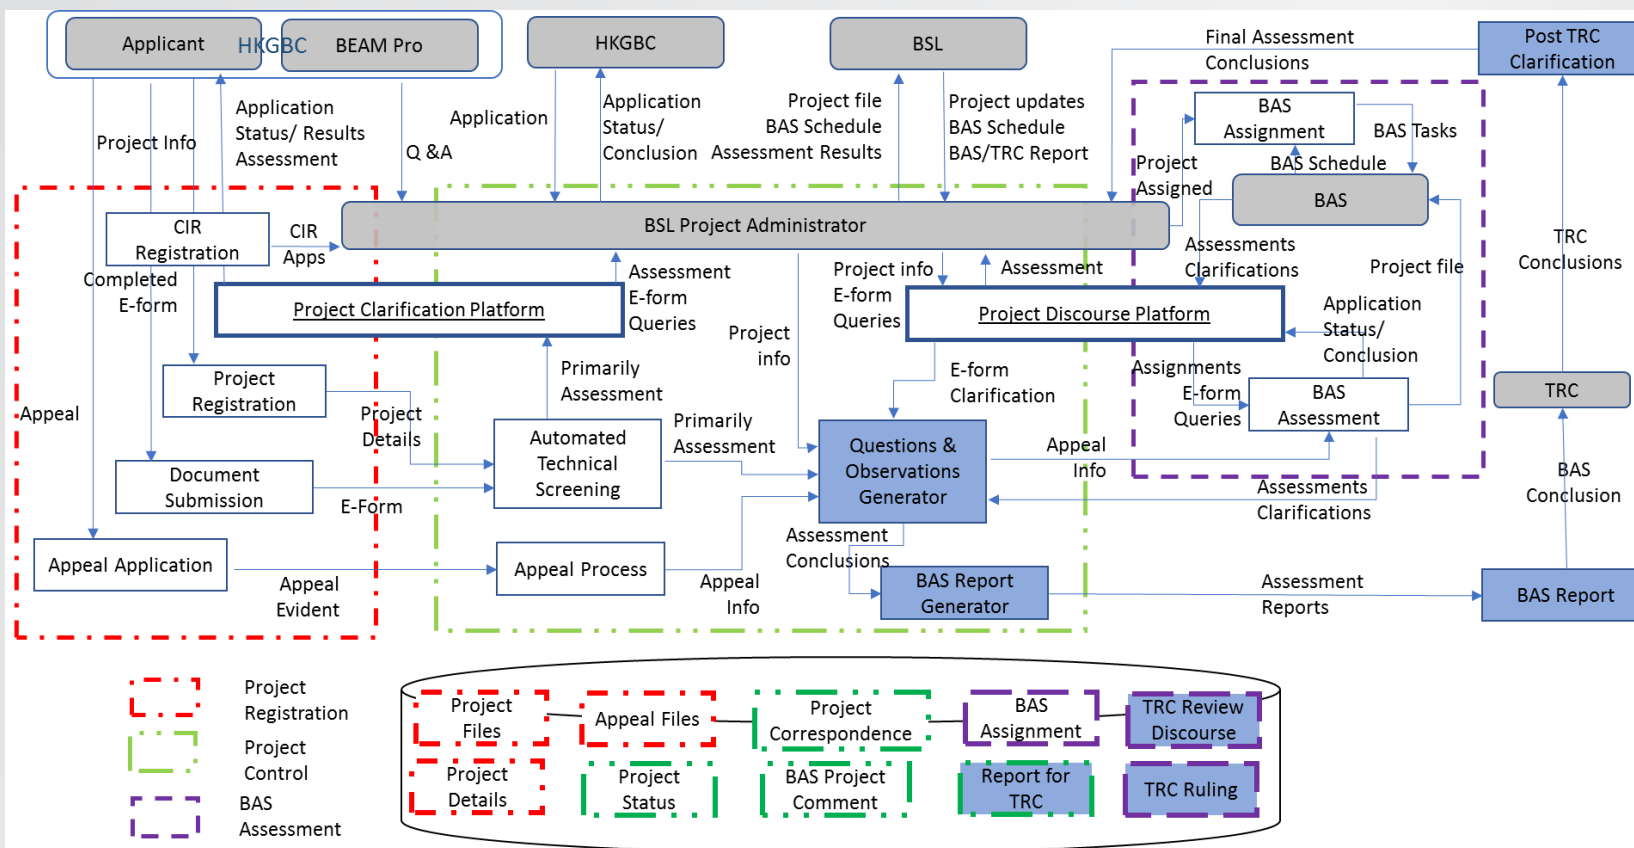 Applicant
HKGBC
BEAM Pro
HKGBC
BSL
Final Assessment
Conclusions
Post TRC
Clarification
Project Info
Application
Status/ Results
Assessment
Q &A
Application
Application
Status/
Conclusion
Project file
BAS Schedule
Assessment Results
Project updates
BAS Schedule
BAS/TRC Report
Project
Assigned
BAS
Assignment
BAS Tasks
BAS Schedule
BAS
CIR
Registration
CIR
Apps
BSL Project Administrator
Completed
E-form
Project Clarification Platform
Assessment
E-form
Queries
Project
info
Project info
E-form
Queries
Assessment
Project Discourse Platform
Assessments
Clarifications
Project file
Application
Status/
Conclusion
TRC
Conclusions
Appeal
Project
Registration
Project
Details
Primarily
Assessment
E-form
Clarification
Assignments
E-form
Queries
BAS
Assessment
TRC
Document
Submission
E-Form
Automated
Technical
Screening
Primarily
Assessment
Questions &
Observations
Generator
Appeal
Info
Assessments
Clarifications
BAS
Conclusion
Appeal Application
Appeal
Evident
Appeal Process
Appeal
Info
Assessment
Conclusions
BAS Report
Generator
Assessment
Reports
BAS Report
Project
Registration
Project
Control
BAS
Assessment
Project
Files
Appeal Files
Project
Correspondence
BAS
Assignment
TRC Review
Discourse
Project
Details
Project
Status
BAS Project
Comment
Report for
TRC
TRC Ruling